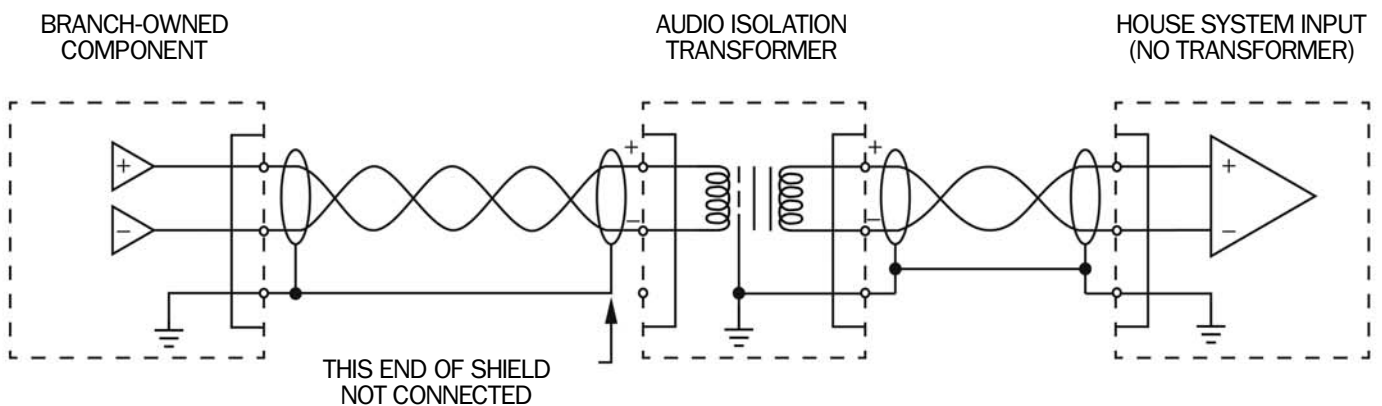 BRANCH-OWNED
COMPONENT
AUDIO ISOLATION
TRANSFORMER
HOUSE SYSTEM INPUT
(NO TRANSFORMER)
+
−
+
−
+
−
+
−
THIS END OF SHIELD
NOT CONNECTED